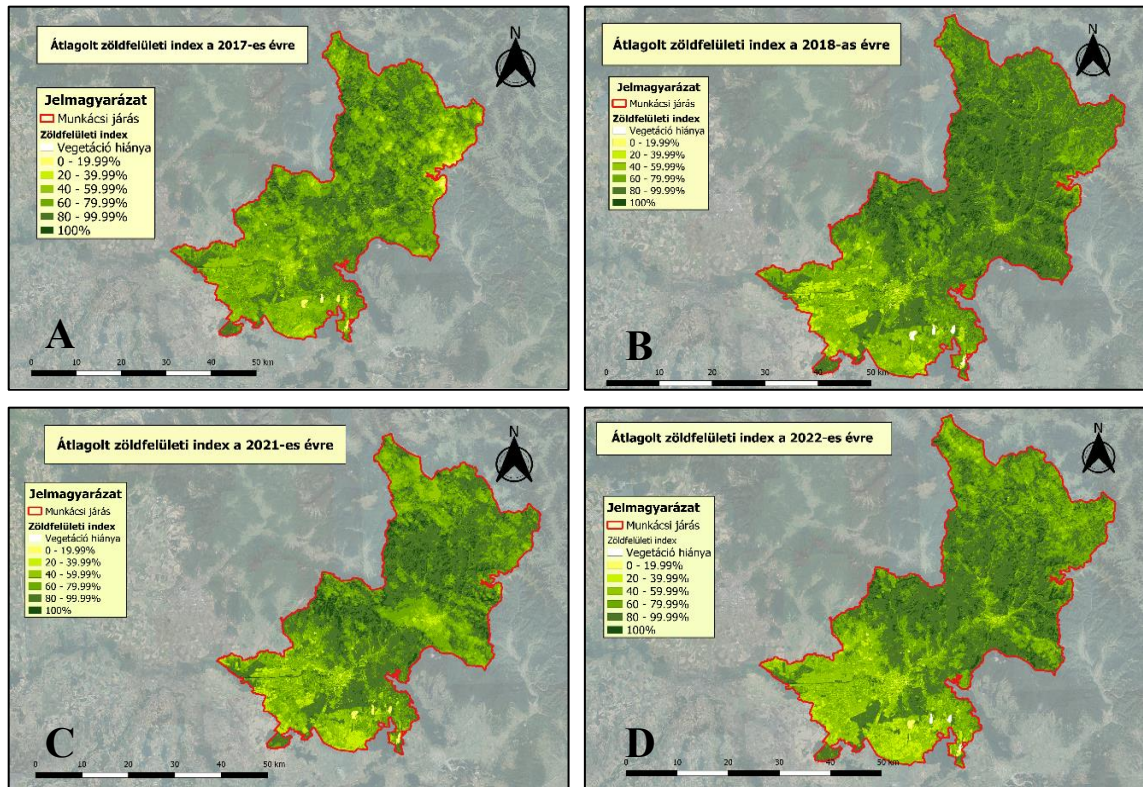 Átlagolt zöldfelületi index a 2017-es évre
N
Jelmagyarázat
Munkácsi járás
Zöldfelületi index
Vegetáció hiánya
0 - 19.99%
20 - 39.99%
40 - 59.99%
60 - 79.99%
80 - 99.99%
100%
A
0 10 20 30 40 50 km
Átlagolt zöldfelületi index a 2018-as évre
N
Jelmagyarázat
Munkácsi járás
Zöldfelületi index
Vegetáció hiánya
0 - 19.99%
20 - 39.99%
40 - 59.99%
60 - 79.99%
80 - 99.99%
100%
B
0 10 20 30 40 50 km
Átlagolt zöldfelületi index a 2021-es évre
N
Jelmagyarázat
Munkácsi járás
Zöldfelületi index
Vegetáció hiánya
0 - 19.99%
20 - 39.99%
40 - 59.99%
60 - 79.99%
80 - 99.99%
100%
C
0 10 20 30 40 50 km
Átlagolt zöldfelületi index a 2022-es évre
N
Jelmagyarázat
Munkácsi járás
Zöldfelületi index
Vegetáció hiánya
0 - 19.99%
20 - 39.99%
40 - 59.99%
60 - 79.99%
80 - 99.99%
100%
D
0 10 20 30 40 50 km